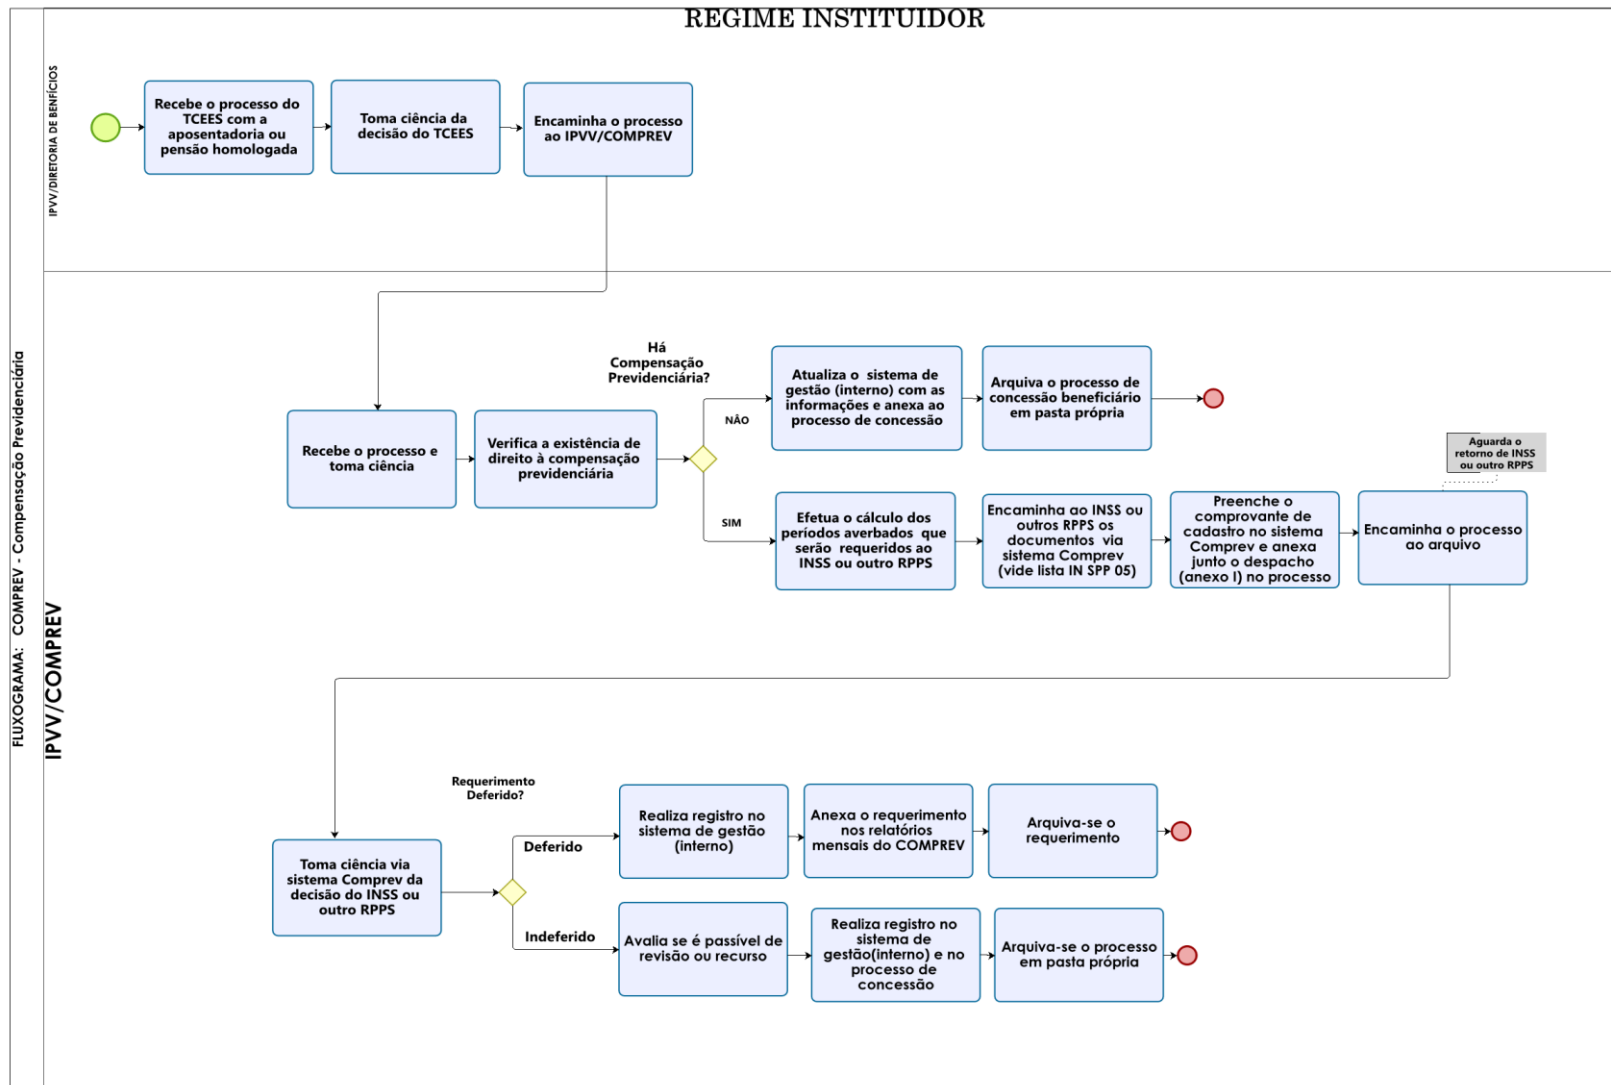 REGIME INSTITUIDOR
FLUXOGRAMA: COMPREV - Compensação Previdenciária
IPVV/DIRETORIA DE BENFÍCIOS
Recebe o processo do
TCEES com a
aposentadoria ou
pensão homologada
Toma ciência da
decisão do TCEES
Encaminha o processo
ao IPVV/COMPREV
IPVV/COMPREV
Recebe o processo e
toma ciência
Verifica a existência de
direito à compensação
previdenciária
Há
Compensação
Previdenciária?
NÃO
Atualiza o sistema de
gestão (interno) com as
informações e anexa ao
processo de concessão
Arquiva o processo de
concessão beneficiário
em pasta própria
SIM
Efetua o cálculo dos
períodos averbados que
serão requeridos ao
INSS ou outro RPPS
Encaminha ao INSS ou
outros RPPS os
documentos via
sistema Comprev
(vide lista IN SPP 05)
Preenche o
comprovante de
cadastro no sistema
Comprev e anexa
junto o despacho
(anexo I) no processo
Encaminha o processo
ao arquivo
Aguarda o
retorno de INSS
ou outro RPPS
Toma ciência via
sistema Comprev da
decisão do INSS ou
outro RPPS
Requerimento
Deferido?
Deferido
Realiza registro no
sistema de gestão
(interno)
Anexa o requerimento
nos relatórios
mensais do COMPREV
Arquiva-se o
requerimento
Indeferido
Avalia se é passível de
revisão ou recurso
Realiza registro no
sistema de
gestão(interno) e no
processo de
concessão
Arquiva-se o processo
em pasta própria